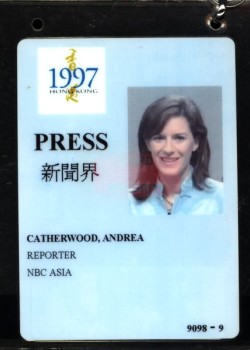 1997
HONG KONG
PRESS
新聞界
CATHERWOOD, ANDREA
REPORTER
NBC ASIA
9098 - 9